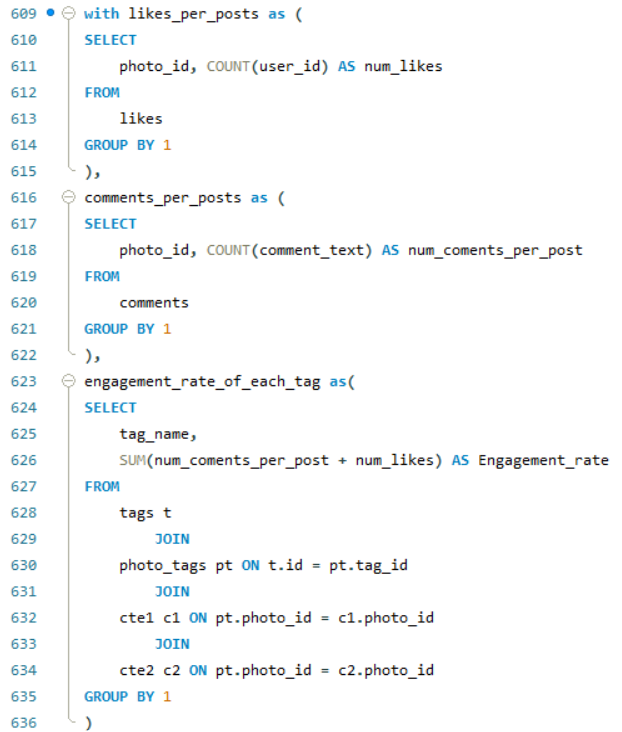 609 with likes_per_posts as (
610 SELECT
611 photo_id, COUNT(user_id) AS num_likes
612 FROM
613 likes
614 GROUP BY 1
615 ),
616 comments_per_posts as (
617 SELECT
618 photo_id, COUNT(comment_text) AS num_coments_per_post
619 FROM
620 comments
621 GROUP BY 1
622 ),
623 engagement_rate_of_each_tag as(
624 SELECT
625 tag_name,
626 SUM(num_coments_per_post + num_likes) AS Engagement_rate
627 FROM
628 tags t
629 JOIN
630 photo_tags pt ON t.id = pt.tag_id
631 JOIN
632 cte1 c1 ON pt.photo_id = c1.photo_id
633 JOIN
634 cte2 c2 ON pt.photo_id = c2.photo_id
635 GROUP BY 1
636 )